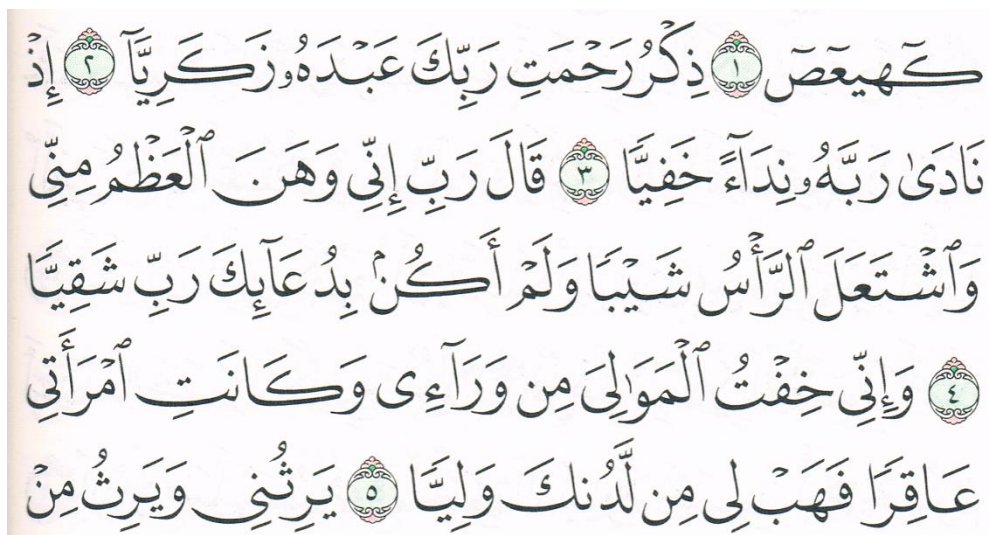 كٓهيعٓصٓ ١ ذِكْرُ رَحْمَتِ رَبِّكَ عَبْدَهُۥ زَكَرِيَّآ ٢ إِذْ
نَادَىٰ رَبَّهُۥ نِدَآءً خَفِيًّا ٣ قَالَ رَبِّ إِنِّى وَهَنَ ٱلْعَظْمُ مِنِّى
وَٱشْتَعَلَ ٱلرَّأْسُ شَيْبًا وَلَمْ أَكُنۢ بِدُعَآئِكَ رَبِّ شَقِيًّا
٤ وَإِنِّى خِفْتُ ٱلْمَوَٰلِىَ مِن وَرَآءِى وَكَانَتِ ٱمْرَأَتِى
عَاقِرًا فَهَبْ لِى مِن لَّدُنكَ وَلِيًّا ٥ يَرِثُنِى وَيَرِثُ مِنْ